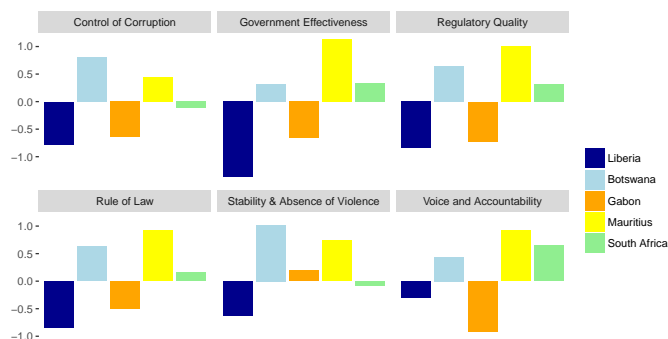 Control of Corruption
Government Effectiveness
Regulatory Quality
1.0
0.5
0.0
−0.5
−1.0
Rule of Law
Stability & Absence of Violence
Voice and Accountability
1.0
0.5
0.0
−0.5
−1.0
Liberia
Botswana
Gabon
Mauritius
South Africa